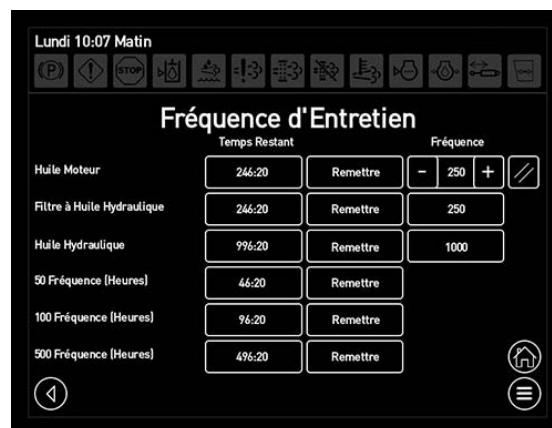 Lundi 10:07 Matin
(P) STOP
Fréquence d'Entretien
Temps Restant Fréquence
Huile Moteur 246:20 Remettre - 250 +
Filtre à Huile Hydraulique 246:20 Remettre 250
Huile Hydraulique 996:20 Remettre 1000
50 Fréquence (Heures) 46:20 Remettre
100 Fréquence (Heures) 96:20 Remettre
500 Fréquence (Heures) 496:20 Remettre